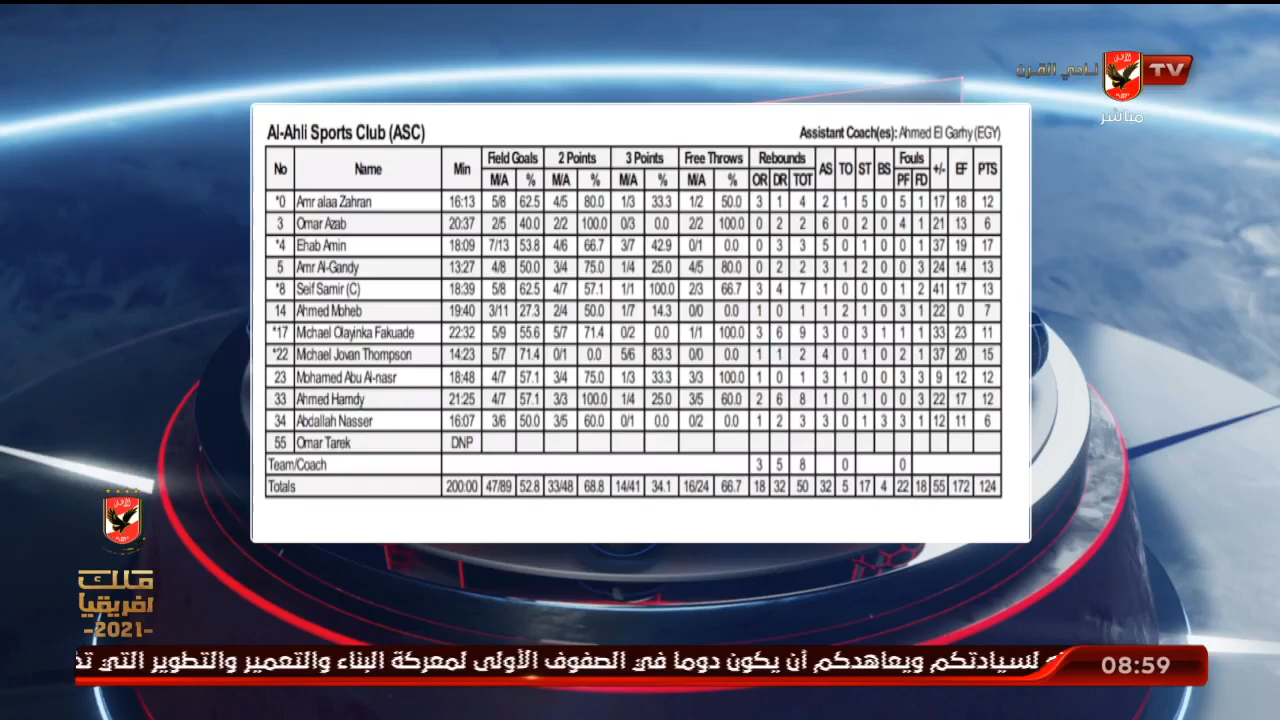 نادي القرن TV
مباشر
Al-Ahli Sports Club (ASC) Assistant Coach(es): Ahmed El Garhy (EGY)
No Name Min Field Goals 2 Points 3 Points Free Throws Rebounds AS TO ST BS Fouls +/- EF PTS
M/A % M/A % M/A % M/A % OR DR TOT PF FD
*0 Amr alaa Zahran 16:13 5/8 62.5 4/5 80.0 1/3 33.3 1/2 50.0 3 1 4 2 1 5 0 5 1 17 18 12
3 Omar Azab 20:37 2/5 40.0 2/2 100.0 0/3 0.0 2/2 100.0 0 2 2 6 0 2 0 4 1 21 13 6
*4 Ehab Amin 18:09 7/13 53.8 4/6 66.7 3/7 42.9 0/1 0.0 0 3 3 5 0 1 0 0 1 37 19 17
5 Amr Al-Gandy 13:27 4/8 50.0 3/4 75.0 1/4 25.0 4/5 80.0 0 2 2 3 1 2 0 0 3 24 14 13
*8 Seif Samir (C) 18:39 5/8 62.5 4/7 57.1 1/1 100.0 2/3 66.7 3 4 7 1 0 0 0 1 2 41 17 13
14 Ahmed Moheb 19:40 3/11 27.3 2/4 50.0 1/7 14.3 0/0 0.0 1 0 1 1 2 1 0 3 1 22 0 7
*17 Mchael Olayinka Fakuade 22:32 5/9 55.6 5/7 71.4 0/2 0.0 1/1 100.0 3 6 9 3 0 3 1 1 1 33 23 11
*22 Mchael Jovan Thompson 14:23 5/7 71.4 0/1 0.0 5/6 83.3 0/0 0.0 1 1 2 4 0 1 0 2 1 37 20 15
23 Mohamed Abu Al-nasr 18:48 4/7 57.1 3/4 75.0 1/3 33.3 3/3 100.0 1 0 1 3 1 0 0 3 3 9 12 12
33 Ahmed Hamdy 21:25 4/7 57.1 3/3 100.0 1/4 25.0 3/5 60.0 2 6 8 1 0 1 0 0 3 22 17 12
34 Abdallah Nasser 16:07 3/6 50.0 3/5 60.0 0/1 0.0 0/2 0.0 1 2 3 3 0 1 3 3 1 12 11 6
55 Omar Tarek DNP
Team/Coach 3 5 8 0 0
Totals 200:00 47/89 52.8 33/48 68.8 14/41 34.1 16/24 66.7 18 32 50 32 5 17 4 22 18 55 172 124
ملك
افريقيا
-2021-
لسيادتكم ويعاهدكم أن يكون دوما في الصفوف الأولى لمعركة البناء والتعمير والتطوير التي
08:59